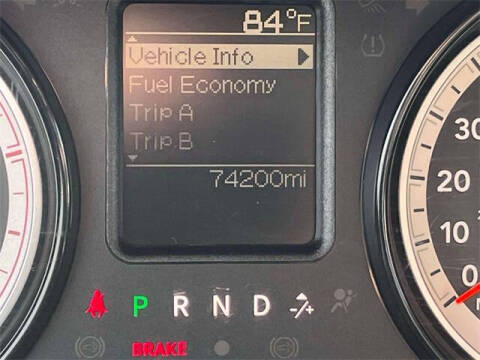 84°F
Vehicle Info
Fuel Economy
Trip A
Trip B
74200mi
30
20
10
0
P R N D -/+
BRAKE